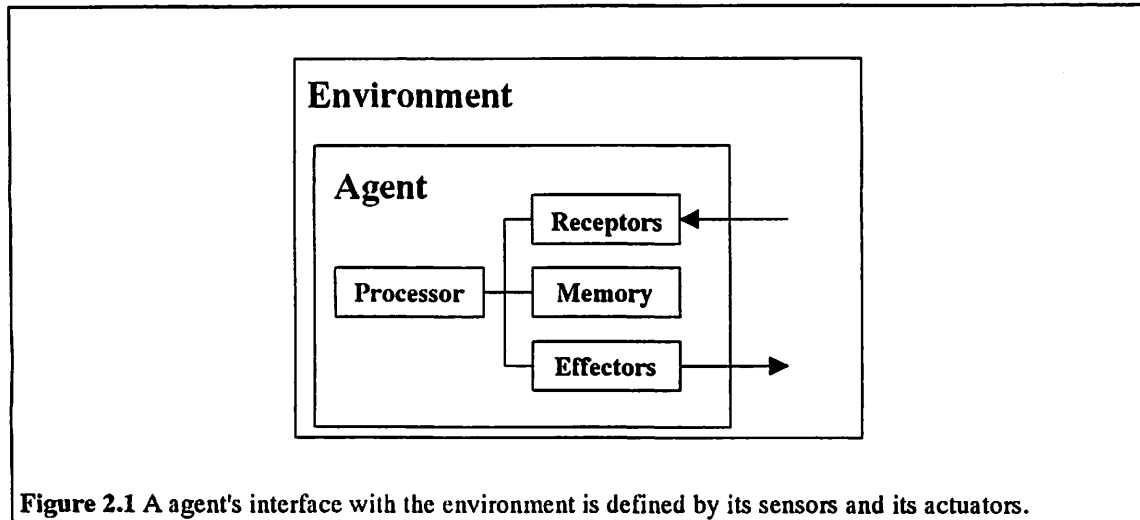 Environment
Agent
Receptors
Processor
Memory
Effectors
Figure 2.1 A agent's interface with the environment is defined by its sensors and its actuators.